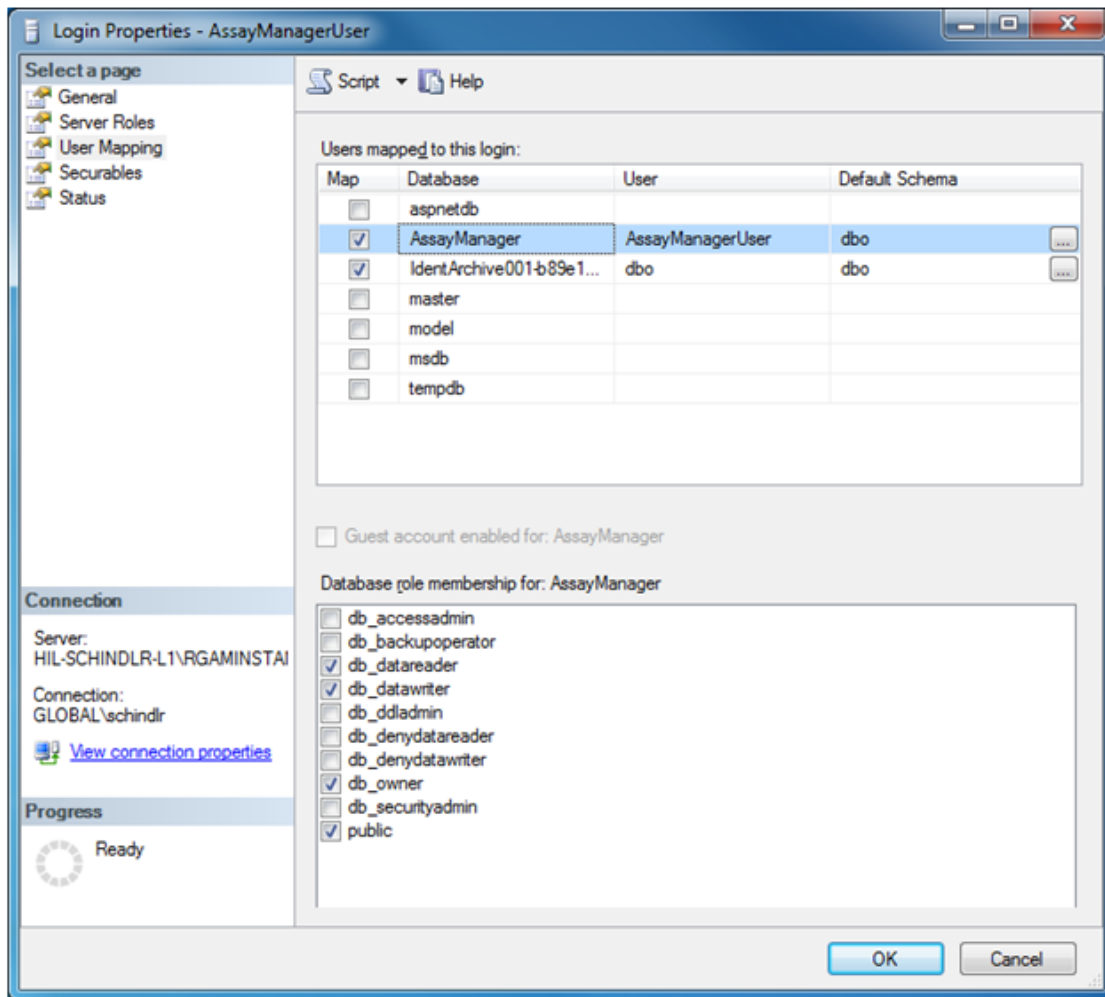 Login Properties - AssayManagerUser
Select a page
General
Server Roles
User Mapping
Securables
Status
Script
Help
Users mapped to this login:
Map Database User Default Schema
aspnetdb
AssayManager AssayManagerUser dbo ...
IdentArchive001-b89e1... dbo dbo ...
master
model
msdb
tempdb
Guest account enabled for: AssayManager
Database role membership for: AssayManager
db_accessadmin
db_backupoperator
db_datareader
db_datawriter
db_ddladmin
db_denydatareader
db_denydatawriter
db_owner
db_securityadmin
public
Connection
Server:
HIL-SCHINDLR-L1\RGAMINSTAI
Connection:
GLOBAL\schindlr
View connection properties
Progress
Ready
OK Cancel